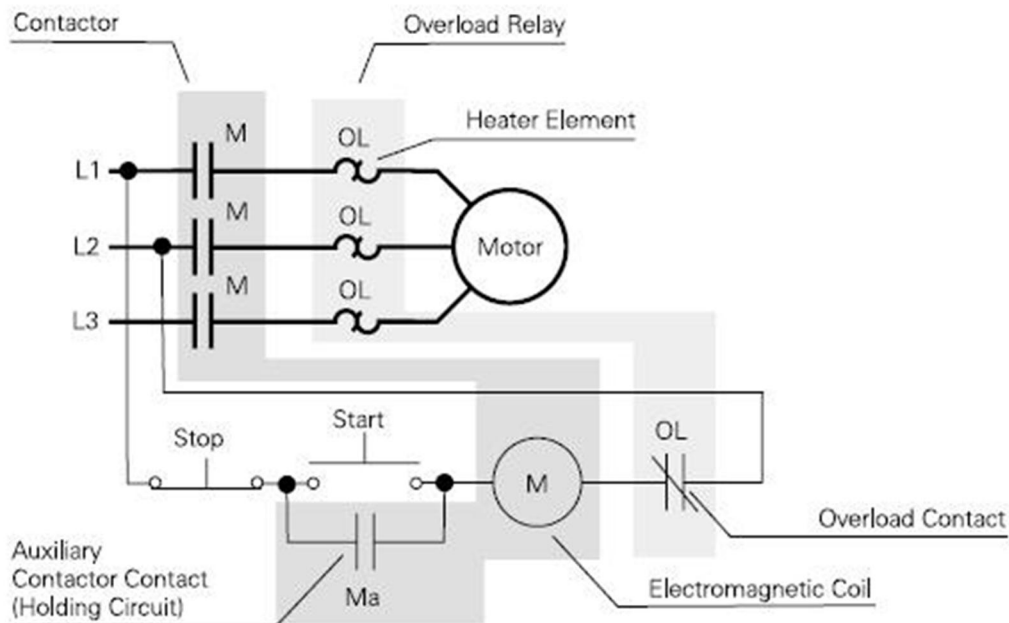 Contactor
Overload Relay
Heater Element
M
OL
L1
M
OL
L2
Motor
M
OL
L3
Start
Stop
OL
M
Overload Contact
Auxiliary
Contactor Contact
(Holding Circuit)
Ma
Electromagnetic Coil